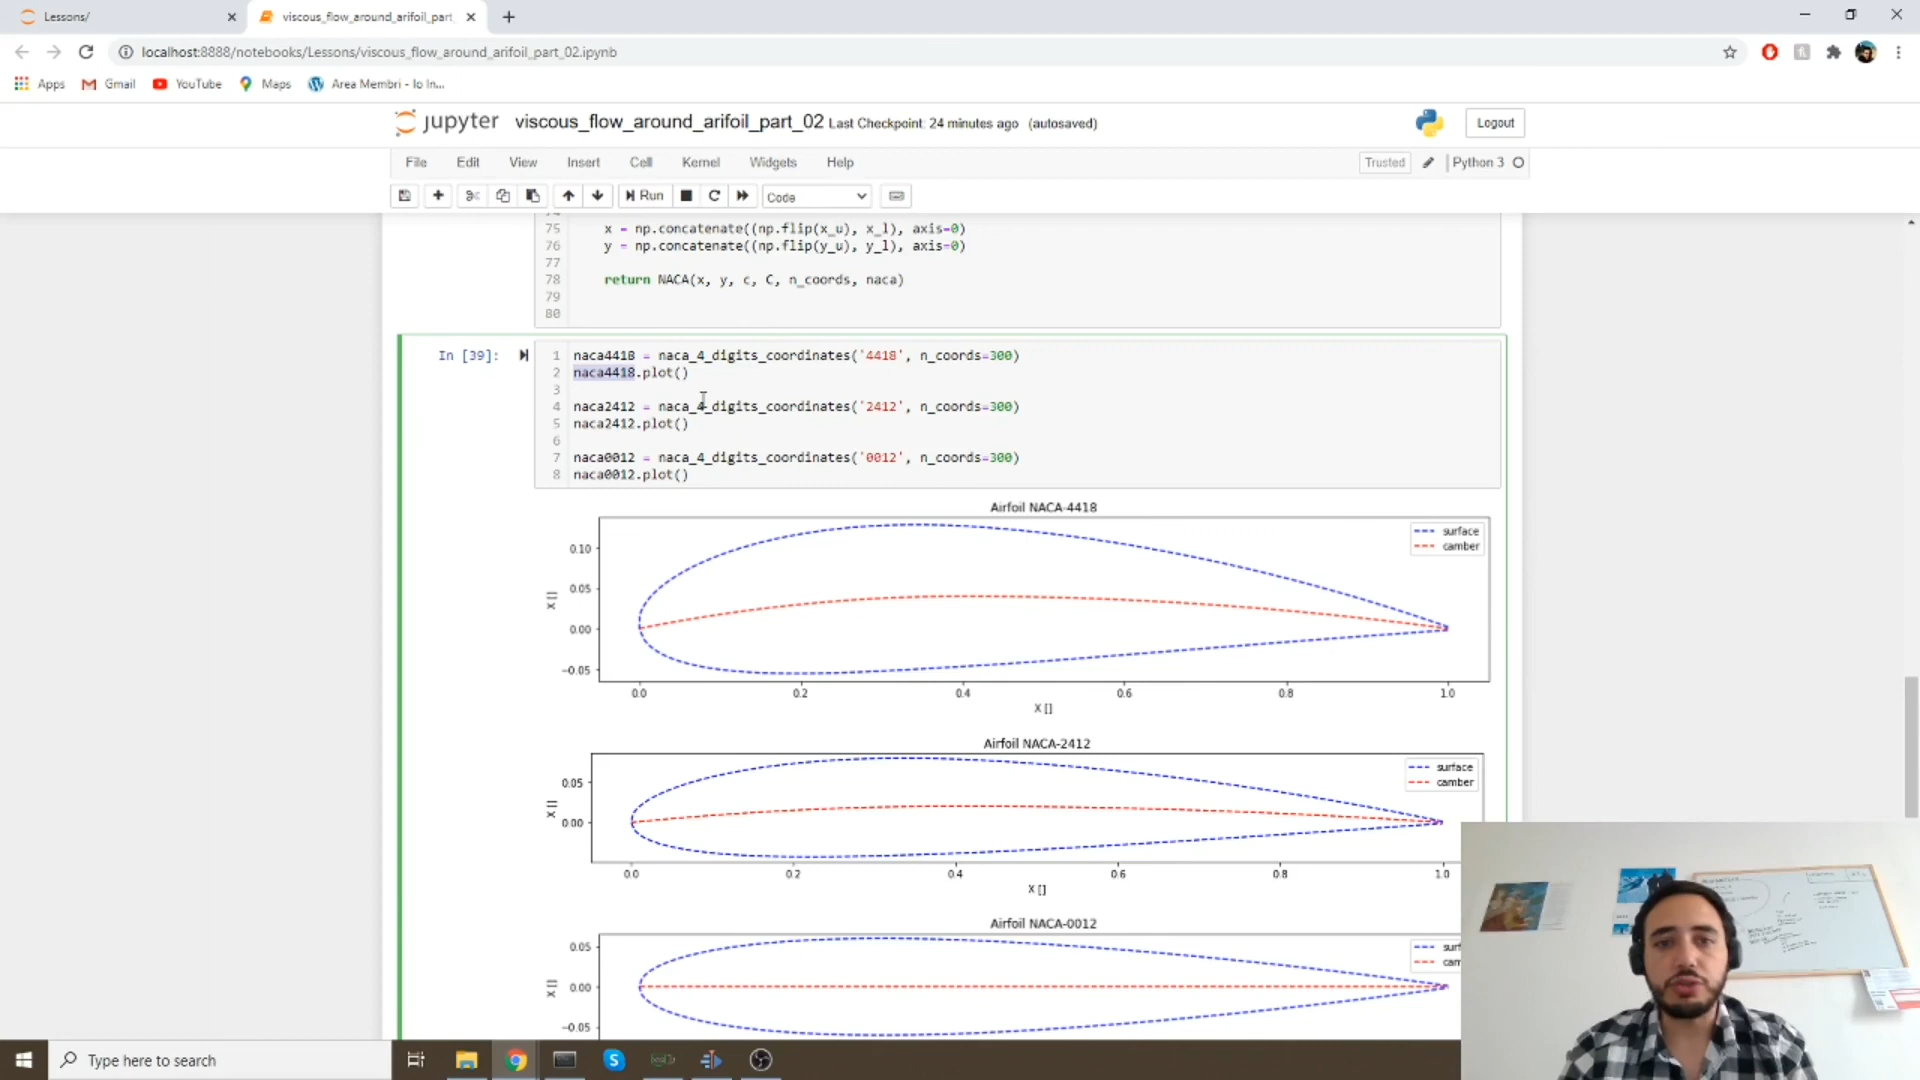 Lessons/
viscous_flow_around_arifoil_part
localhost:8888/notebooks/Lessons/viscous_flow_around_arifoil_part_02.ipynb
Apps Gmail YouTube Maps Area Membri - Io In...
jupyter viscous_flow_around_arifoil_part_02 Last Checkpoint: 24 minutes ago (autosaved) Logout
File Edit View Insert Cell Kernel Widgets Help Trusted Python 3
Run Code
75 x = np.concatenate((np.flip(x_u), x_l), axis=0)
76 y = np.concatenate((np.flip(y_u), y_l), axis=0)
77
78 return NACA(x, y, c, C, n_coords, naca)
79
80
In [39]: 1 naca4418 = naca_4_digits_coordinates('4418', n_coords=300)
2 naca4418.plot()
3
4 naca2412 = naca_4_digits_coordinates('2412', n_coords=300)
5 naca2412.plot()
6
7 naca0012 = naca_4_digits_coordinates('0012', n_coords=300)
8 naca0012.plot()
Airfoil NACA-4418
surface
camber
0.10
0.05
0.00
−0.05
X []
0.0 0.2 0.4 0.6 0.8 1.0
X []
Airfoil NACA-2412
surface
camber
0.05
0.00
X []
0.0 0.2 0.4 0.6 0.8 1.0
X []
Airfoil NACA-0012
surf
cam
0.05
0.00
−0.05
X []
Type here to search